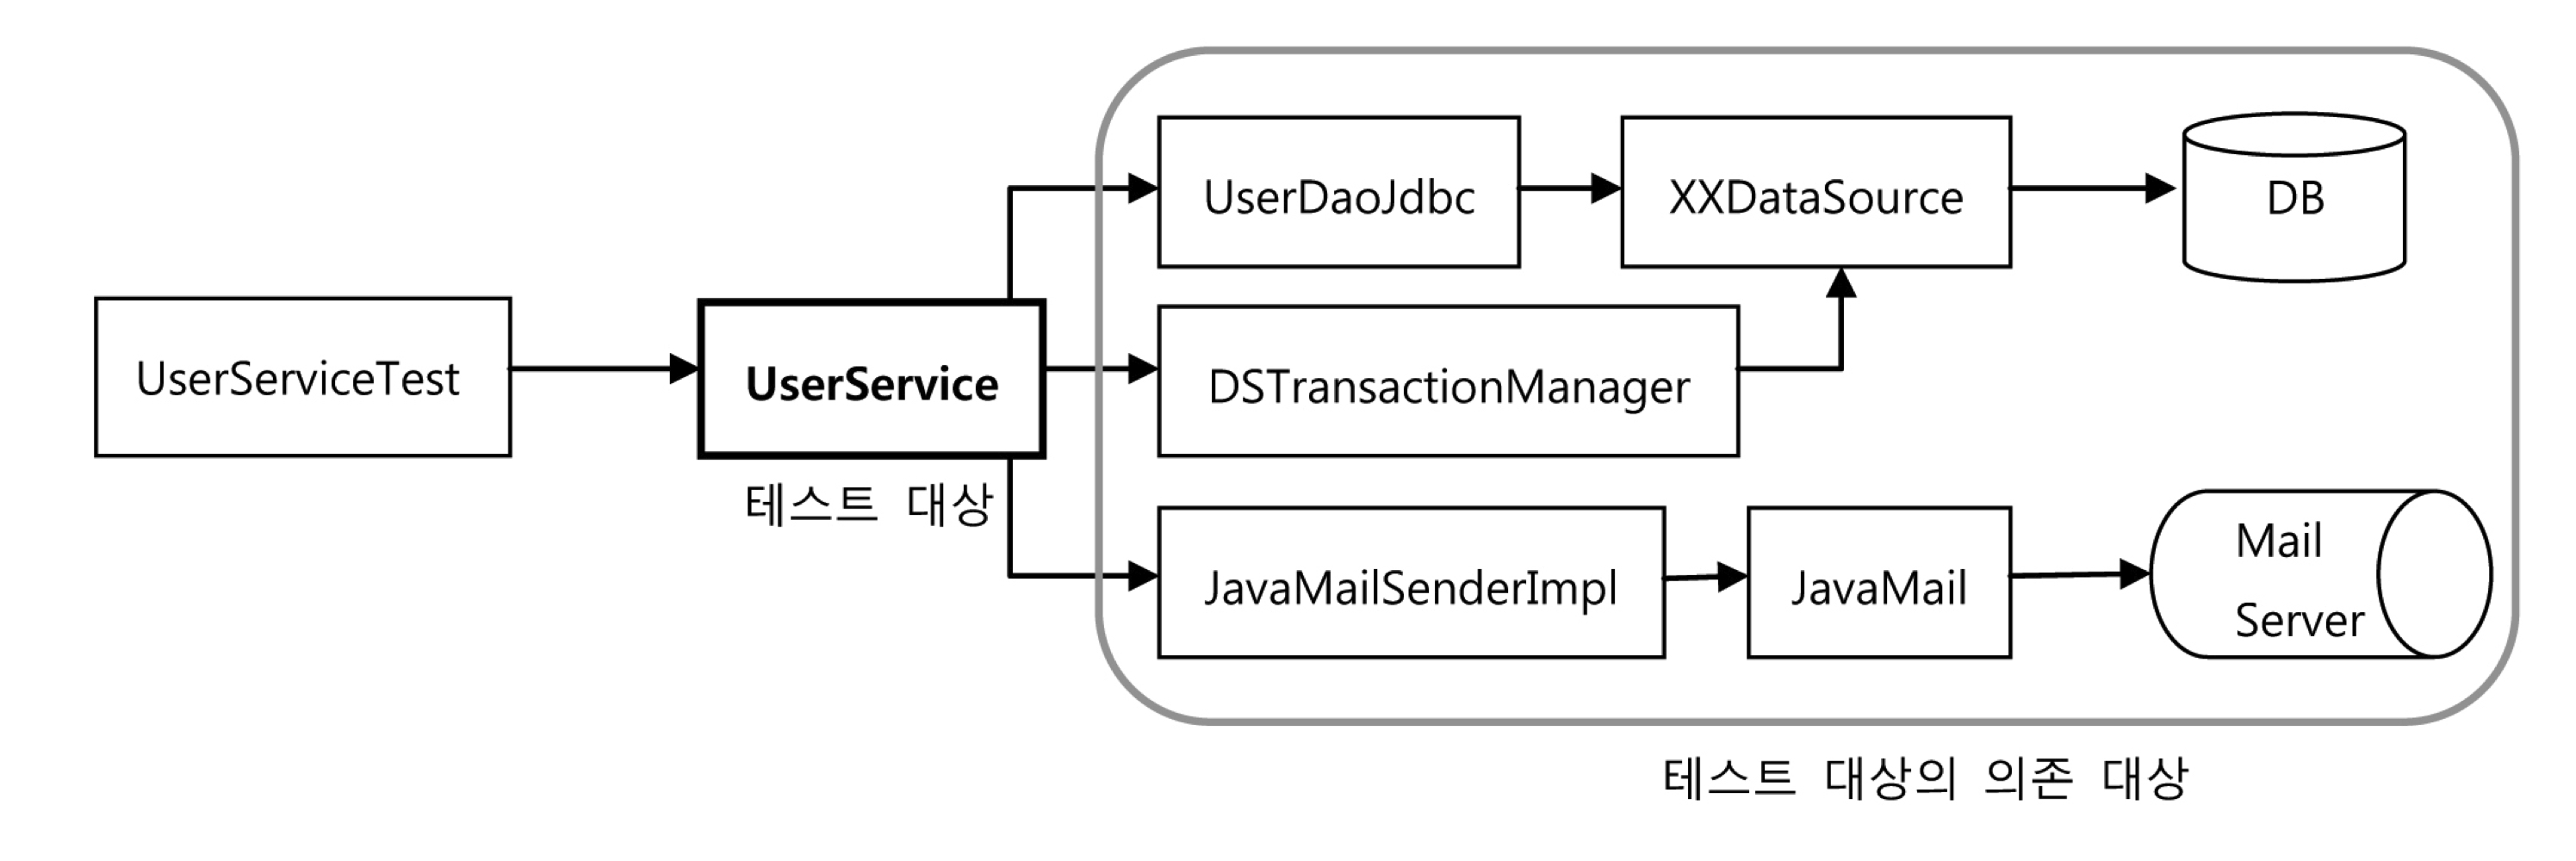 UserDaoJdbc
XXDataSource
DB
UserServiceTest
UserService
테스트 대상
DSTransactionManager
JavaMailSenderImpl
JavaMail
Mail
Server
테스트 대상의 의존 대상